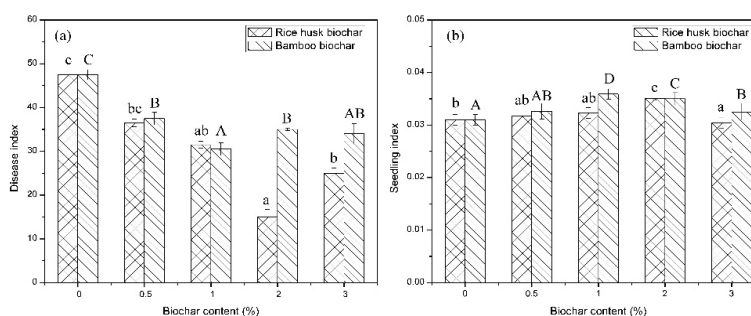 (a)
Rice husk biochar
Bamboo biochar
60
50
40
30
20
10
0
Disease index
c C
bc B
ab A
a B
b AB
0 0.5 1 2 3
Biochar content (%)
(b)
Rice husk biochar
Bamboo biochar
0.05
0.04
0.03
0.02
0.01
0.00
Seedling index
b A
ab AB
ab D
c C
a B
0 0.5 1 2 3
Biochar content (%)